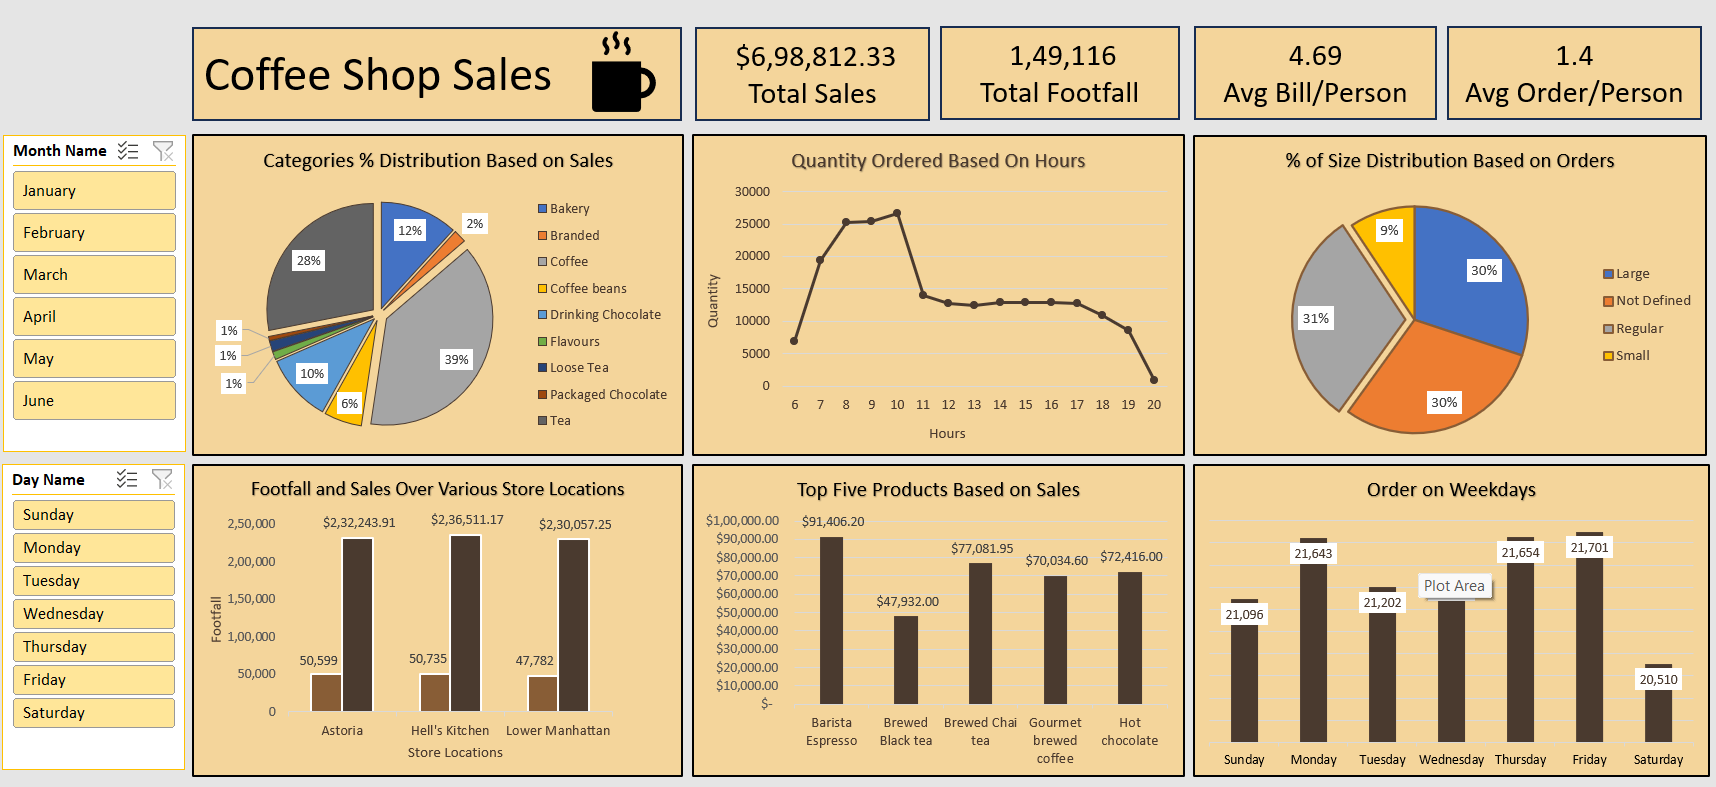 Coffee Shop Sales
$6,98,812.33
Total Sales
1,49,116
Total Footfall
4.69
Avg Bill/Person
1.4
Avg Order/Person
Month Name
January
February
March
April
May
June
Day Name
Sunday
Monday
Tuesday
Wednesday
Thursday
Friday
Saturday
Categories % Distribution Based on Sales
12%
2%
39%
6%
10%
1%
1%
1%
28%
Bakery
Branded
Coffee
Coffee beans
Drinking Chocolate
Flavours
Loose Tea
Packaged Chocolate
Tea
Quantity Ordered Based On Hours
Quantity
30000
25000
20000
15000
10000
5000
0
6 7 8 9 10 11 12 13 14 15 16 17 18 19 20
Hours
% of Size Distribution Based on Orders
9%
30%
31%
30%
Large
Not Defined
Regular
Small
Footfall and Sales Over Various Store Locations
Footfall
2,50,000
2,00,000
1,50,000
1,00,000
50,000
0
$2,32,243.91 $2,36,511.17 $2,30,057.25
50,599 50,735 47,782
Astoria Hell's Kitchen Lower Manhattan
Store Locations
Top Five Products Based on Sales
$1,00,000.00
$90,000.00
$80,000.00
$70,000.00
$60,000.00
$50,000.00
$40,000.00
$30,000.00
$20,000.00
$10,000.00
$-
$91,406.20
$47,932.00
$77,081.95
$70,034.60
$72,416.00
Barista
Espresso
Brewed
Black tea
Brewed Chai
tea
Gourmet
brewed
coffee
Hot
chocolate
Order on Weekdays
21,096
21,643
21,202
Plot Area
21,654
21,701
20,510
Sunday Monday Tuesday Wednesday Thursday Friday Saturday